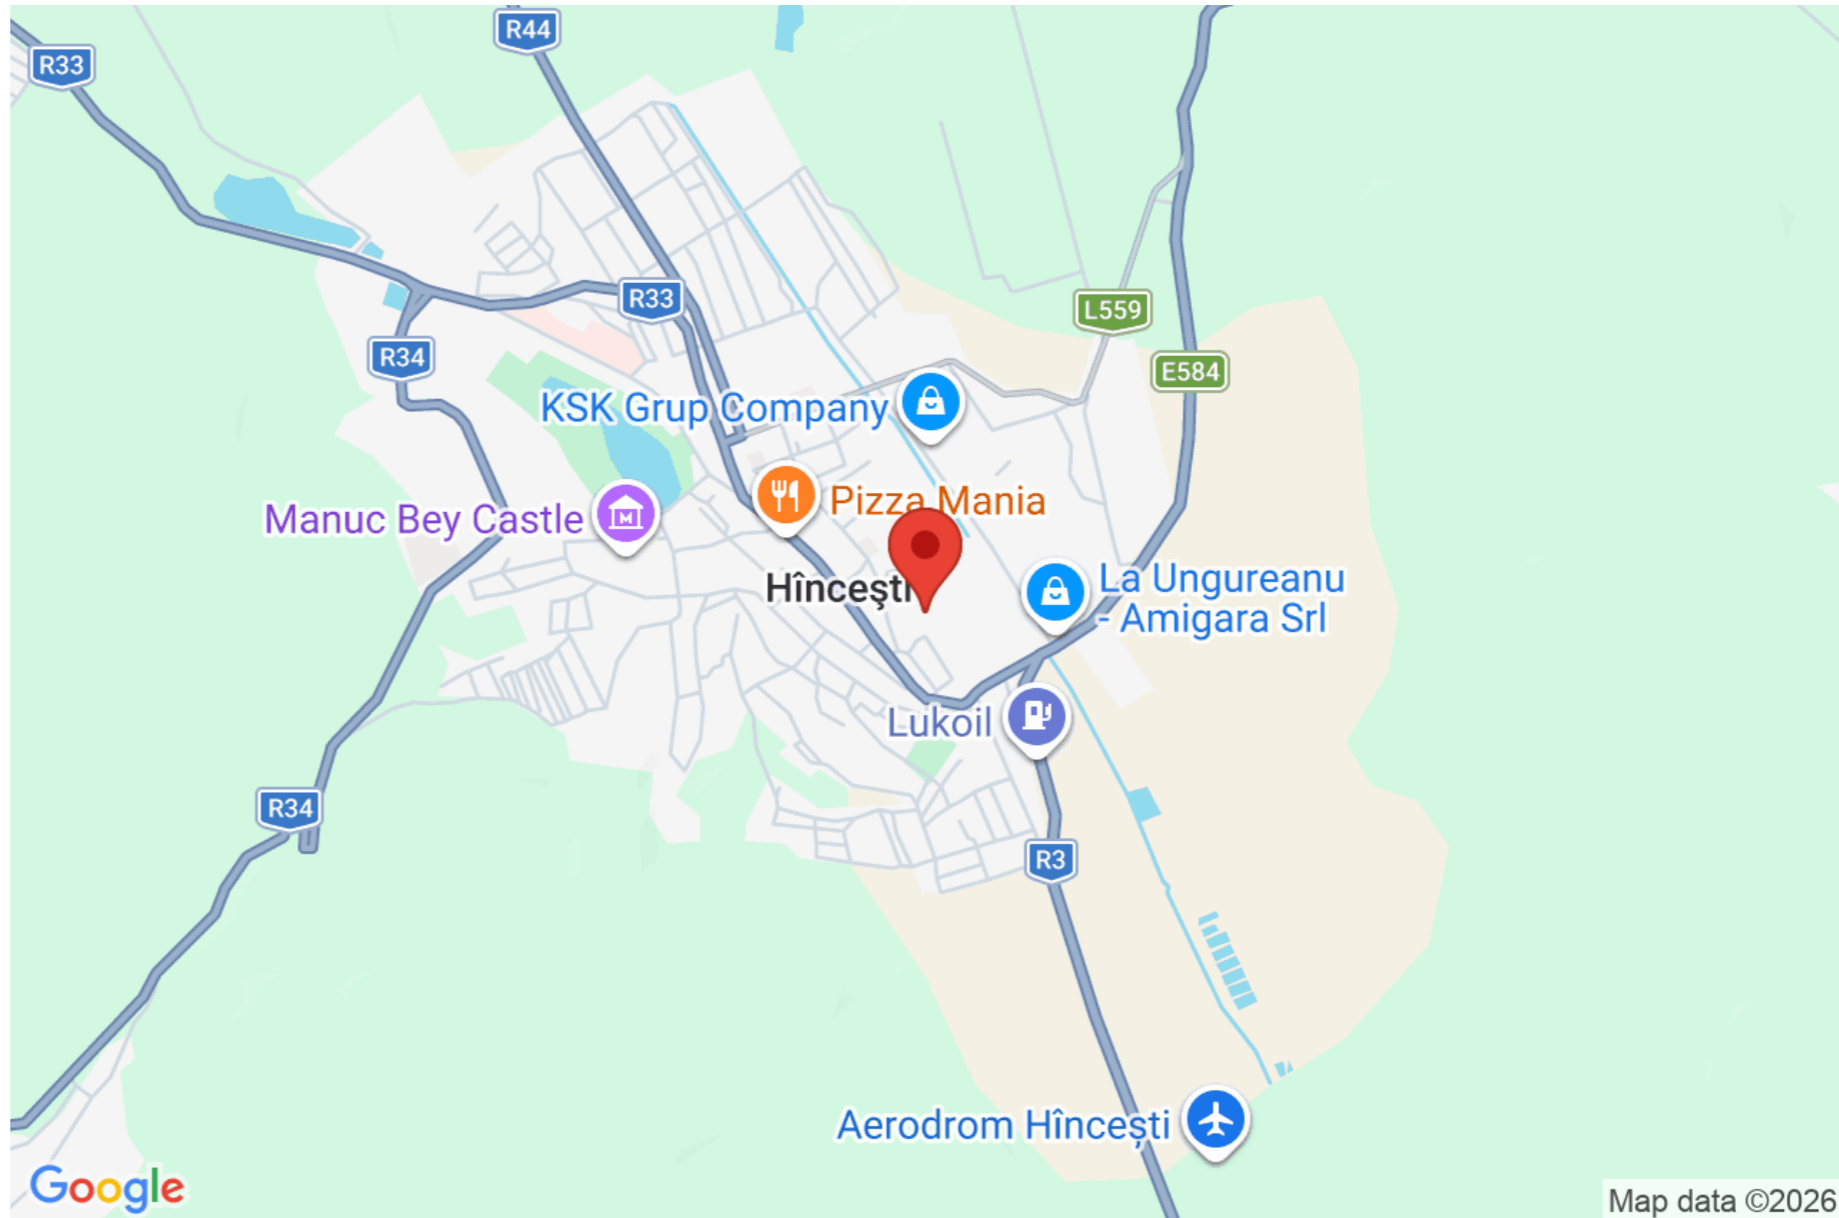 R44
R33
R33
L559
R34
E584
KSK Grup Company
Pizza Mania
Manuc Bey Castle
Hîncești
La Ungureanu
- Amigara Srl
Lukoil
R34
R3
Aerodrom Hîncești
Google
Map data ©2026